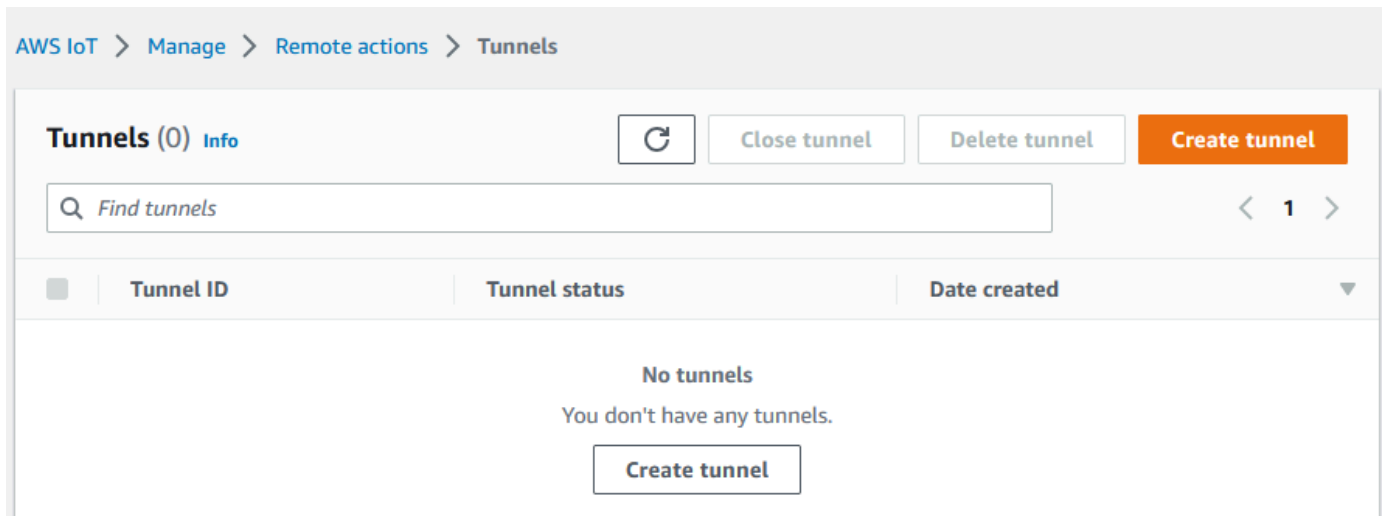 AWS IoT > Manage > Remote actions > Tunnels
Tunnels (0) Info
Close tunnel
Delete tunnel
Create tunnel
Find tunnels
< 1 >
Tunnel ID
Tunnel status
Date created
No tunnels
You don't have any tunnels.
Create tunnel